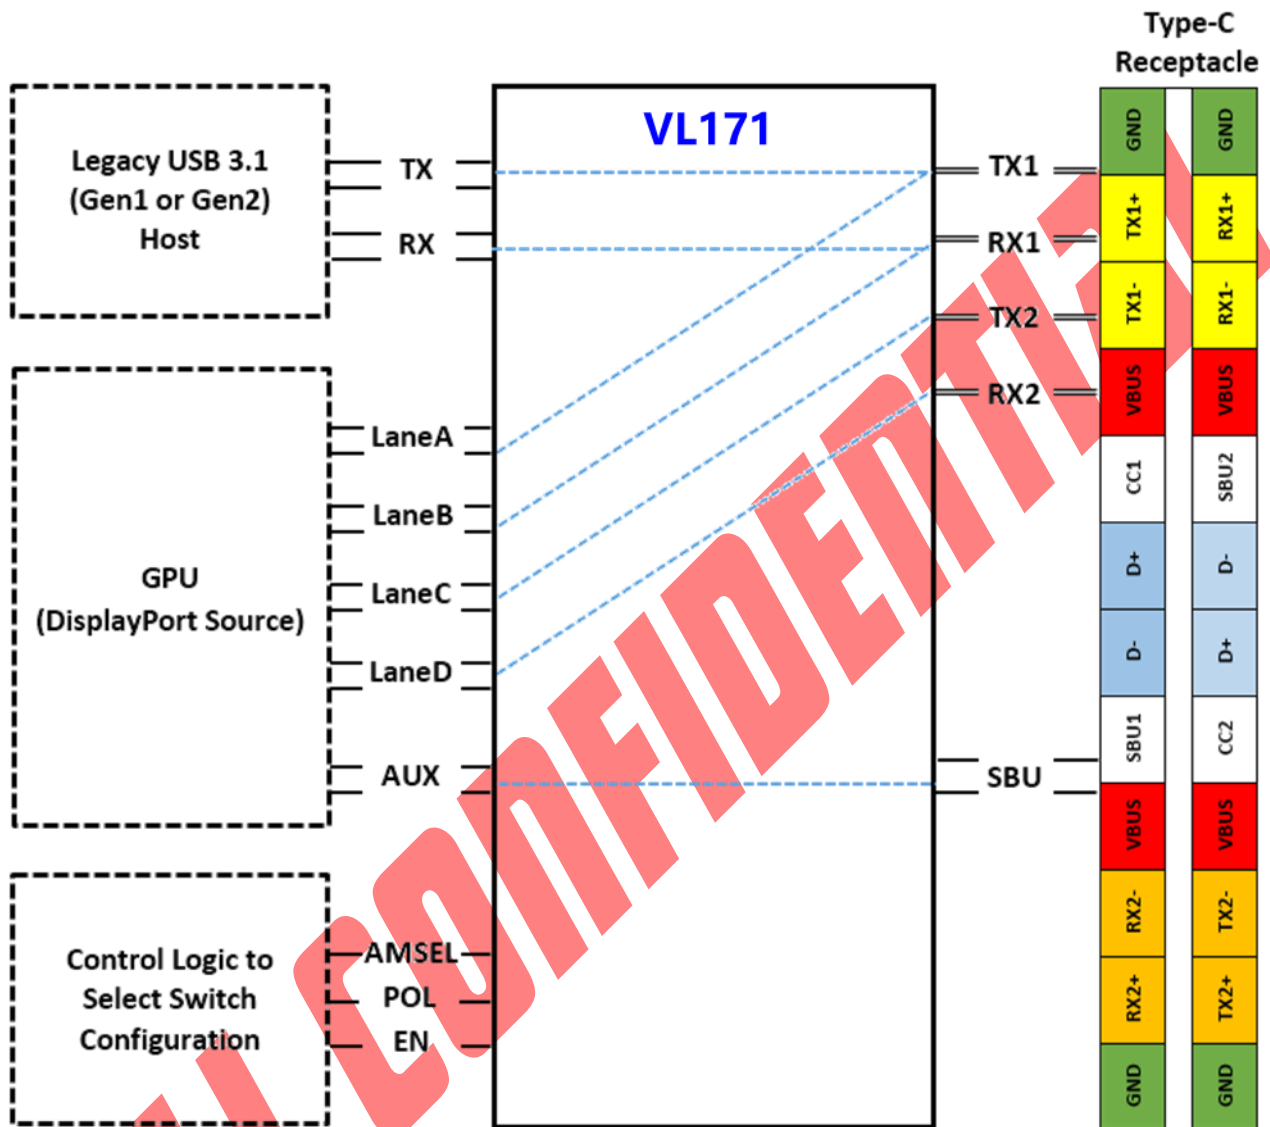 Type-C
Receptacle
VL171
Legacy USB 3.1
(Gen1 or Gen2)
Host
TX
RX
TX1
RX1
TX2
RX2
GPU
(DisplayPort Source)
LaneA
LaneB
LaneC
LaneD
AUX
SBU
Control Logic to
Select Switch
Configuration
AMSEL
POL
EN
GND
TX1+
TX1-
VBUS
CC1
D+
D-
SBU1
VBUS
RX2-
RX2+
GND
GND
RX1+
RX1-
VBUS
SBU2
D-
D+
CC2
VBUS
TX2-
TX2+
GND
CONFIDENTIAL